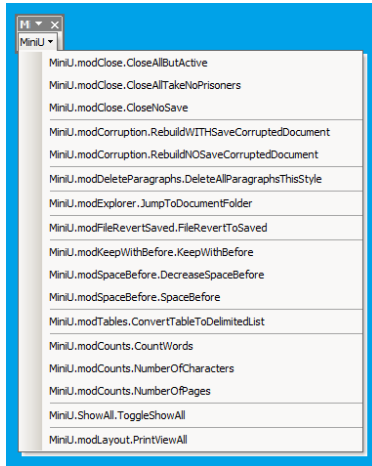 Mi
MiniU
MiniU.modClose.CloseAllButActive
MiniU.modClose.CloseAllTakeNoPrisoners
MiniU.modClose.CloseNoSave
MiniU.modCorruption.RebuildWITHSaveCorruptedDocument
MiniU.modCorruption.RebuildNOSaveCorruptedDocument
MiniU.modDeleteParagraphs.DeleteAllParagraphsThisStyle
MiniU.modExplorer.JumpToDocumentFolder
MiniU.modFileRevertSaved.FileRevertToSaved
MiniU.modKeepWithBefore.KeepWithBefore
MiniU.modSpaceBefore.DecreaseSpaceBefore
MiniU.modSpaceBefore.SpaceBefore
MiniU.modTables.ConvertTableToDelimitedList
MiniU.modCounts.CountWords
MiniU.modCounts.NumberOfCharacters
MiniU.modCounts.NumberOfPages
MiniU.ShowAll.ToggleShowAll
MiniU.modLayout.PrintViewAll